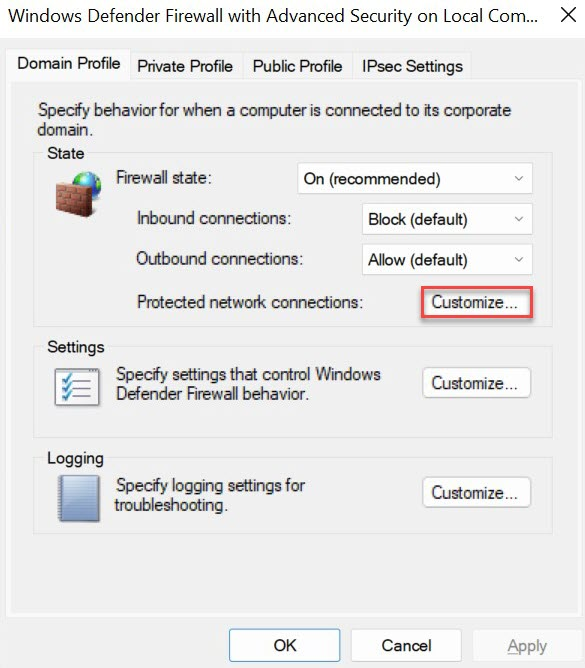 Windows Defender Firewall with Advanced Security on Local Com...
Domain Profile Private Profile Public Profile IPsec Settings
Specify behavior for when a computer is connected to its corporate
domain.
State
Firewall state: On (recommended)
Inbound connections: Block (default)
Outbound connections: Allow (default)
Protected network connections: Customize...
Settings
Specify settings that control Windows
Defender Firewall behavior.
Customize...
Logging
Specify logging settings for
troubleshooting.
Customize...
OK Cancel Apply